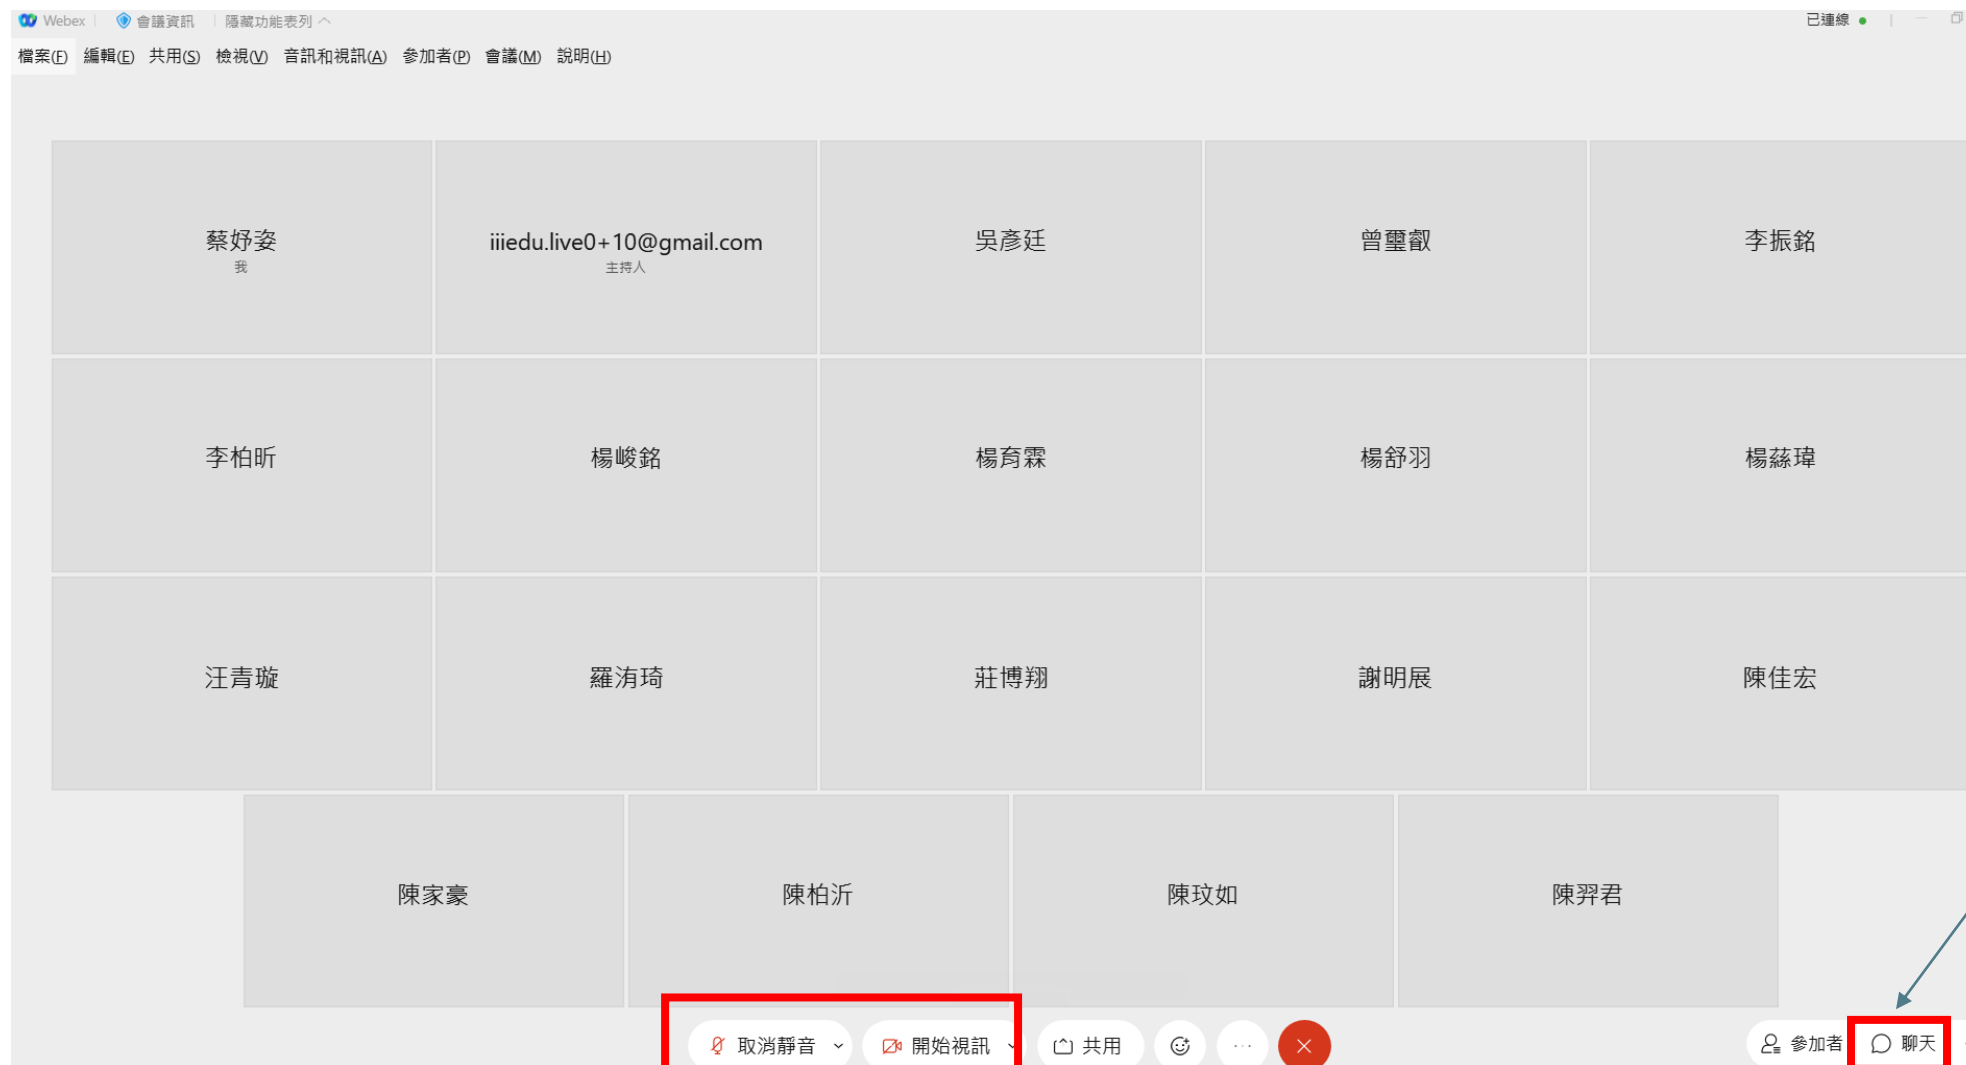 Webex 會議資訊 隱藏功能表列 已連線
檔案(F) 編輯(E) 共用(S) 檢視(V) 音訊和視訊(A) 參加者(P) 會議(M) 說明(H)
蔡妤姿 iiiedu.live0+10@gmail.com 吳彥廷 曾璽叡 李振銘
我 主持人
李柏昕 楊峻銘 楊育霖 楊舒羽 楊蕬瑋
汪青璇 羅洧琦 莊博翔 謝明展 陳佳宏
陳家豪 陳柏沂 陳玟如 陳羿君
取消靜音 開始視訊 共用 參加者 聊天